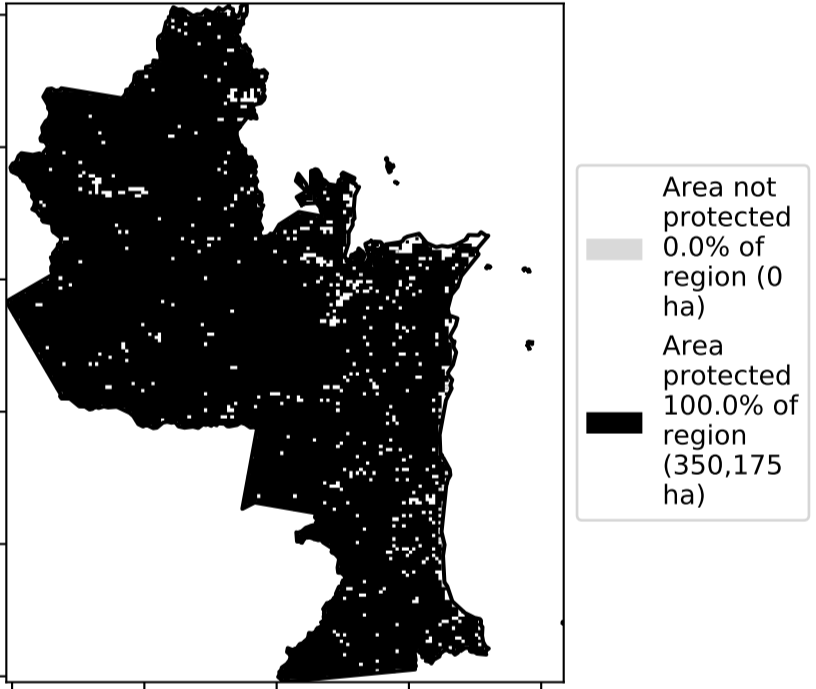 Area not
protected
0.0% of
region (0
ha)
Area
protected
100.0% of
region
(350,175
ha)